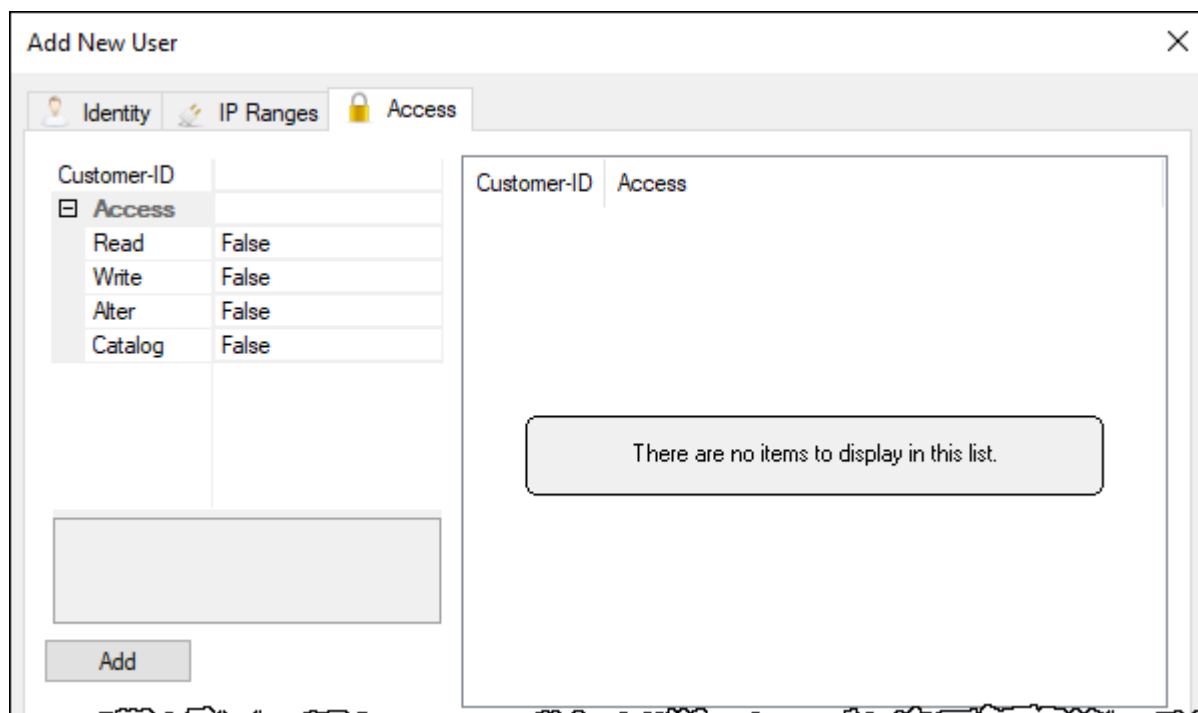 Add New User
Identity
IP Ranges
Access
Customer-ID
Access
Read False
Write False
Alter False
Catalog False
Add
Customer-ID Access
There are no items to display in this list.